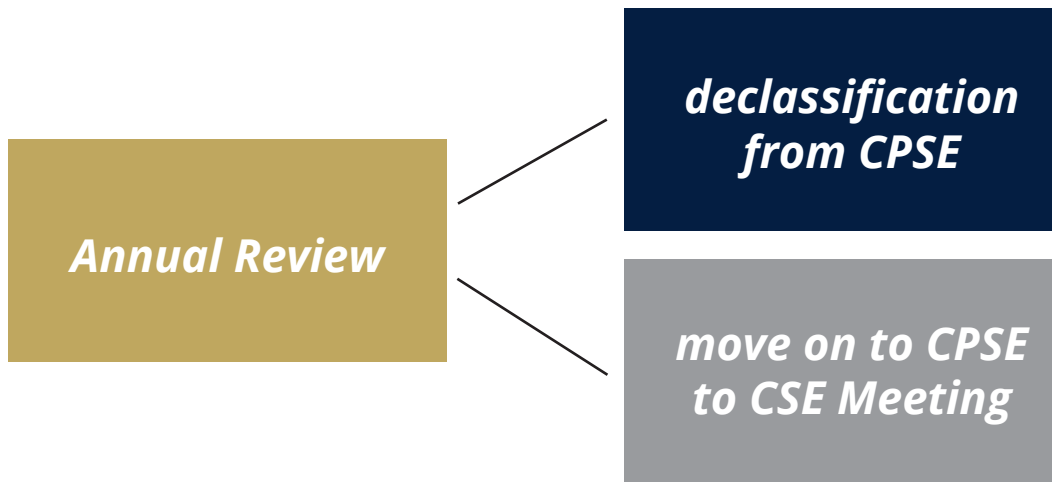 Annual Review
declassification
from CPSE
move on to CPSE
to CSE Meeting